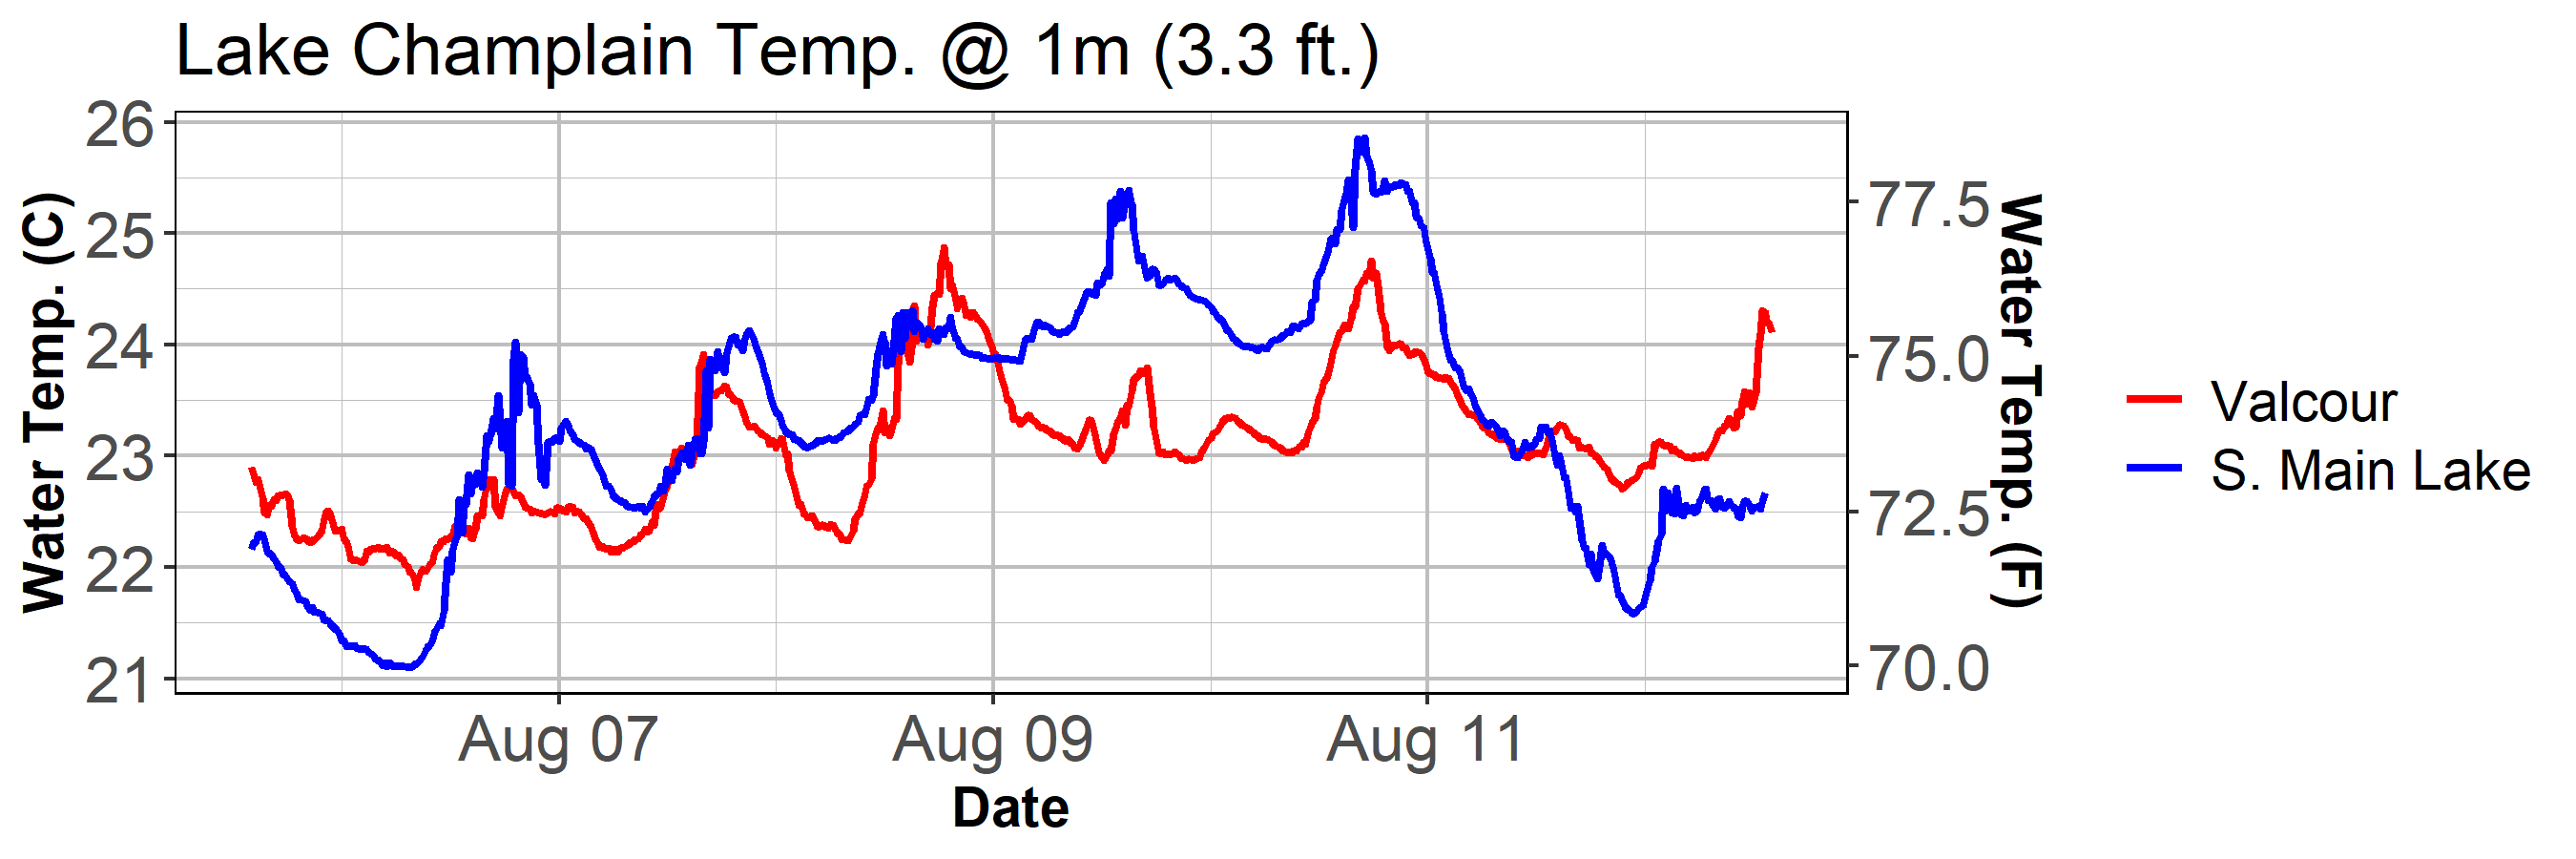 Lake Champlain Temp. @ 1m (3.3 ft.)
Water Temp. (C)
26
25
24
23
22
21
77.5
75.0
72.5
70.0
Water Temp. (F)
Aug 07
Aug 09
Aug 11
Date
Valcour
S. Main Lake